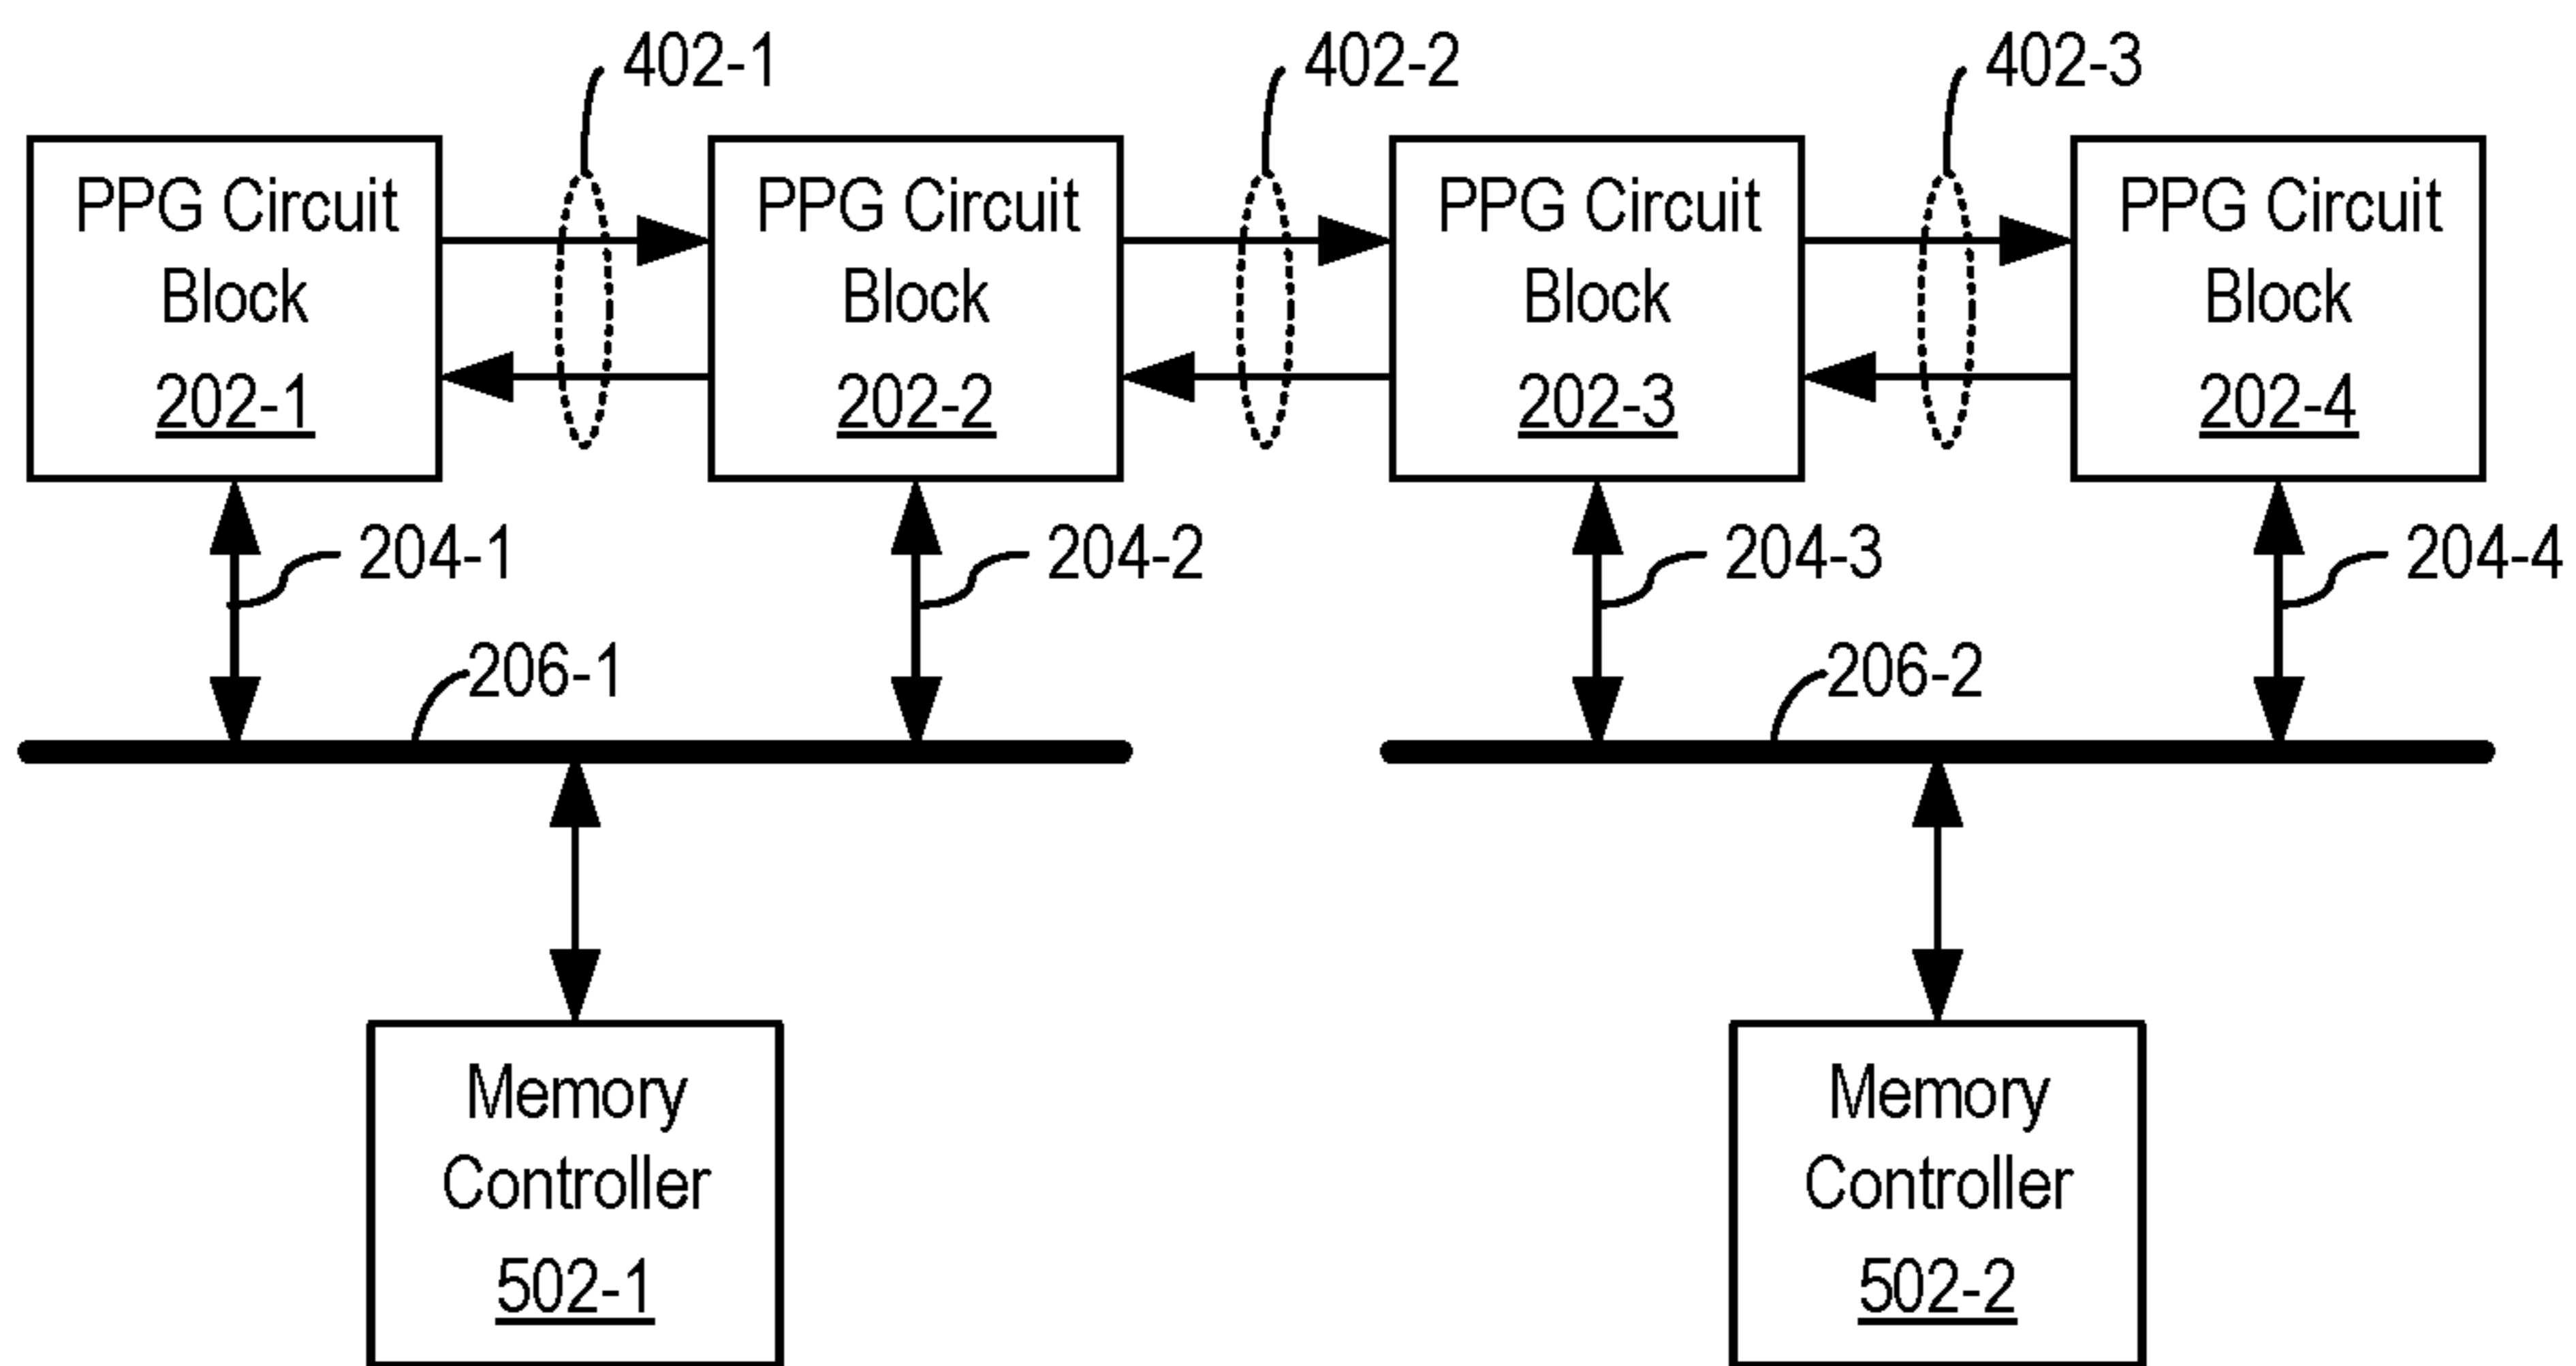 402-1
402-2
402-3
PPG Circuit
Block
202-1
PPG Circuit
Block
202-2
PPG Circuit
Block
202-3
PPG Circuit
Block
202-4
204-1
204-2
204-3
204-4
206-1
206-2
Memory
Controller
502-1
Memory
Controller
502-2